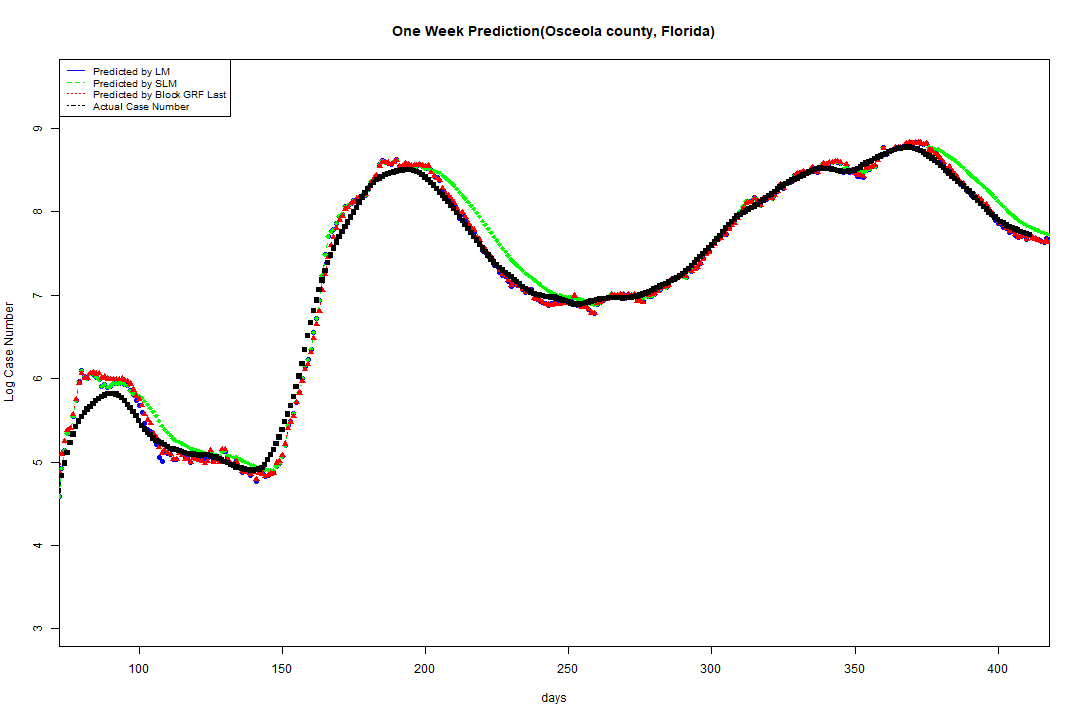 One Week Prediction(Osceola county, Florida)
Predicted by LM
Predicted by SLM
Predicted by Block GRF Last
Actual Case Number
9
8
7
6
5
4
3
Log Case Number
100 150 200 250 300 350 400
days